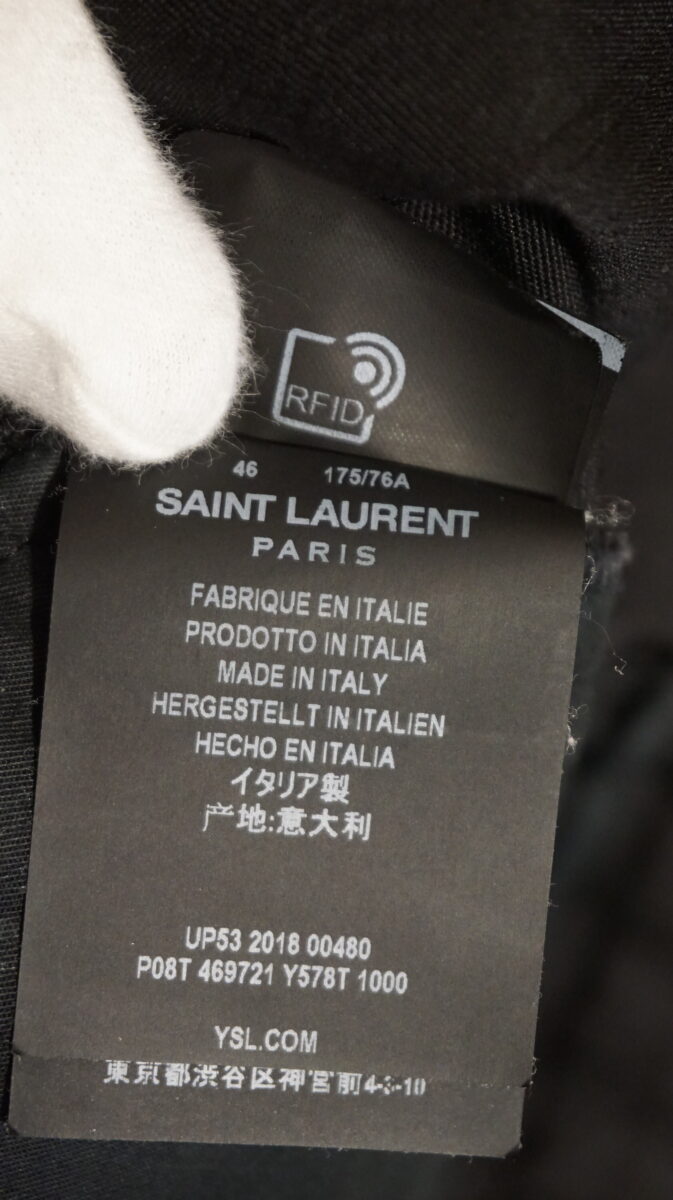 RFID
46 175/76A
SAINT LAURENT
PARIS
FABRIQUE EN ITALIE
PRODOTTO IN ITALIA
MADE IN ITALY
HERGESTELLT IN ITALIEN
HECHO EN ITALIA
イタリア製
产地:意大利
UP53 2018 00480
P08T 469721 Y578T 1000
YSL.COM
東京都渋谷区神宮前4-3-10